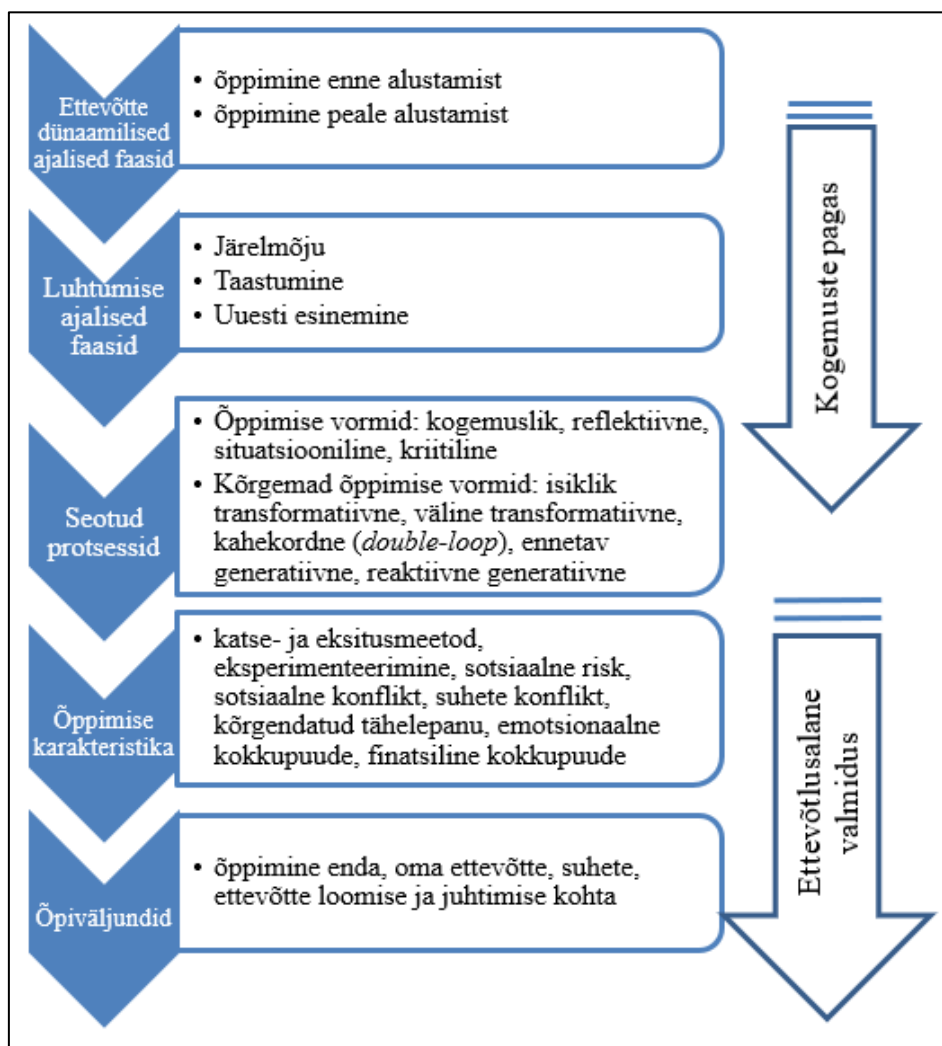 Ettevõtte
dünaamilised
ajalised faasid
• õppimine enne alustamist
• õppimine peale alustamist
Luhtumise
ajalised
faasid
• Järelmõju
• Taastumine
• Uuesti esinemine
Seotud
protsessid
• Õppimise vormid: kogemuslik, reflektiivne,
situatsiooniline, kriitiline
• Kõrgemad õppimise vormid: isiklik
transformatiivne, väline transformatiivne,
kahekordne (double-loop), ennetav
generatiivne, reaktiivne generatiivne
Õppimise
karakteristika
• katse- ja eksitusmeetod,
eksperimenteerimine, sotsiaalne risk,
sotsiaalne konflikt, suhete konflikt,
kõrgendatud tähelepanu, emotsionaalne
kokkupuude, finatsiline kokkupuude
Õpiväljundid
• õppimine enda, oma ettevõtte, suhete,
ettevõtte loomise ja juhtimise kohta
Kogemuste pagas
Ettevõtlusalane
valmidus